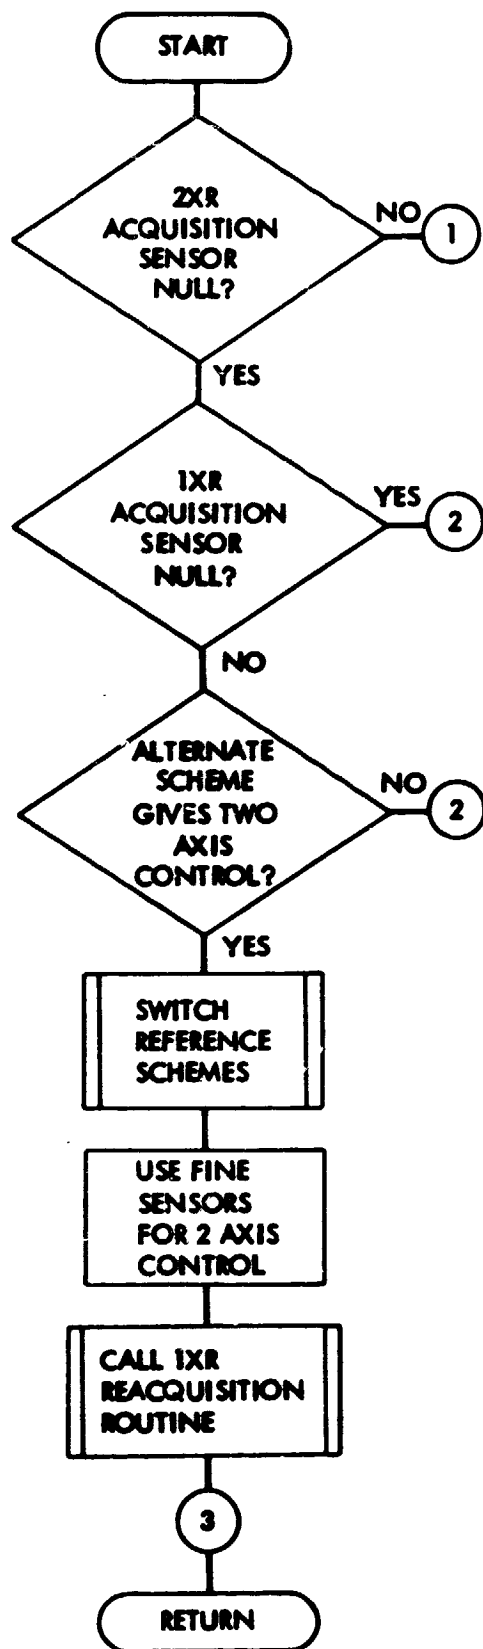 START
2XR
ACQUISITION
SENSOR
NULL?
NO
1
YES
1XR
ACQUISITION
SENSOR
NULL?
YES
2
NO
ALTERNATE
SCHEME
GIVES TWO
AXIS
CONTROL?
NO
2
YES
SWITCH
REFERENCE
SCHEMES
USE FINE
SENSORS
FOR 2 AXIS
CONTROL
CALL 1XR
REACQUISITION
ROUTINE
3
RETURN